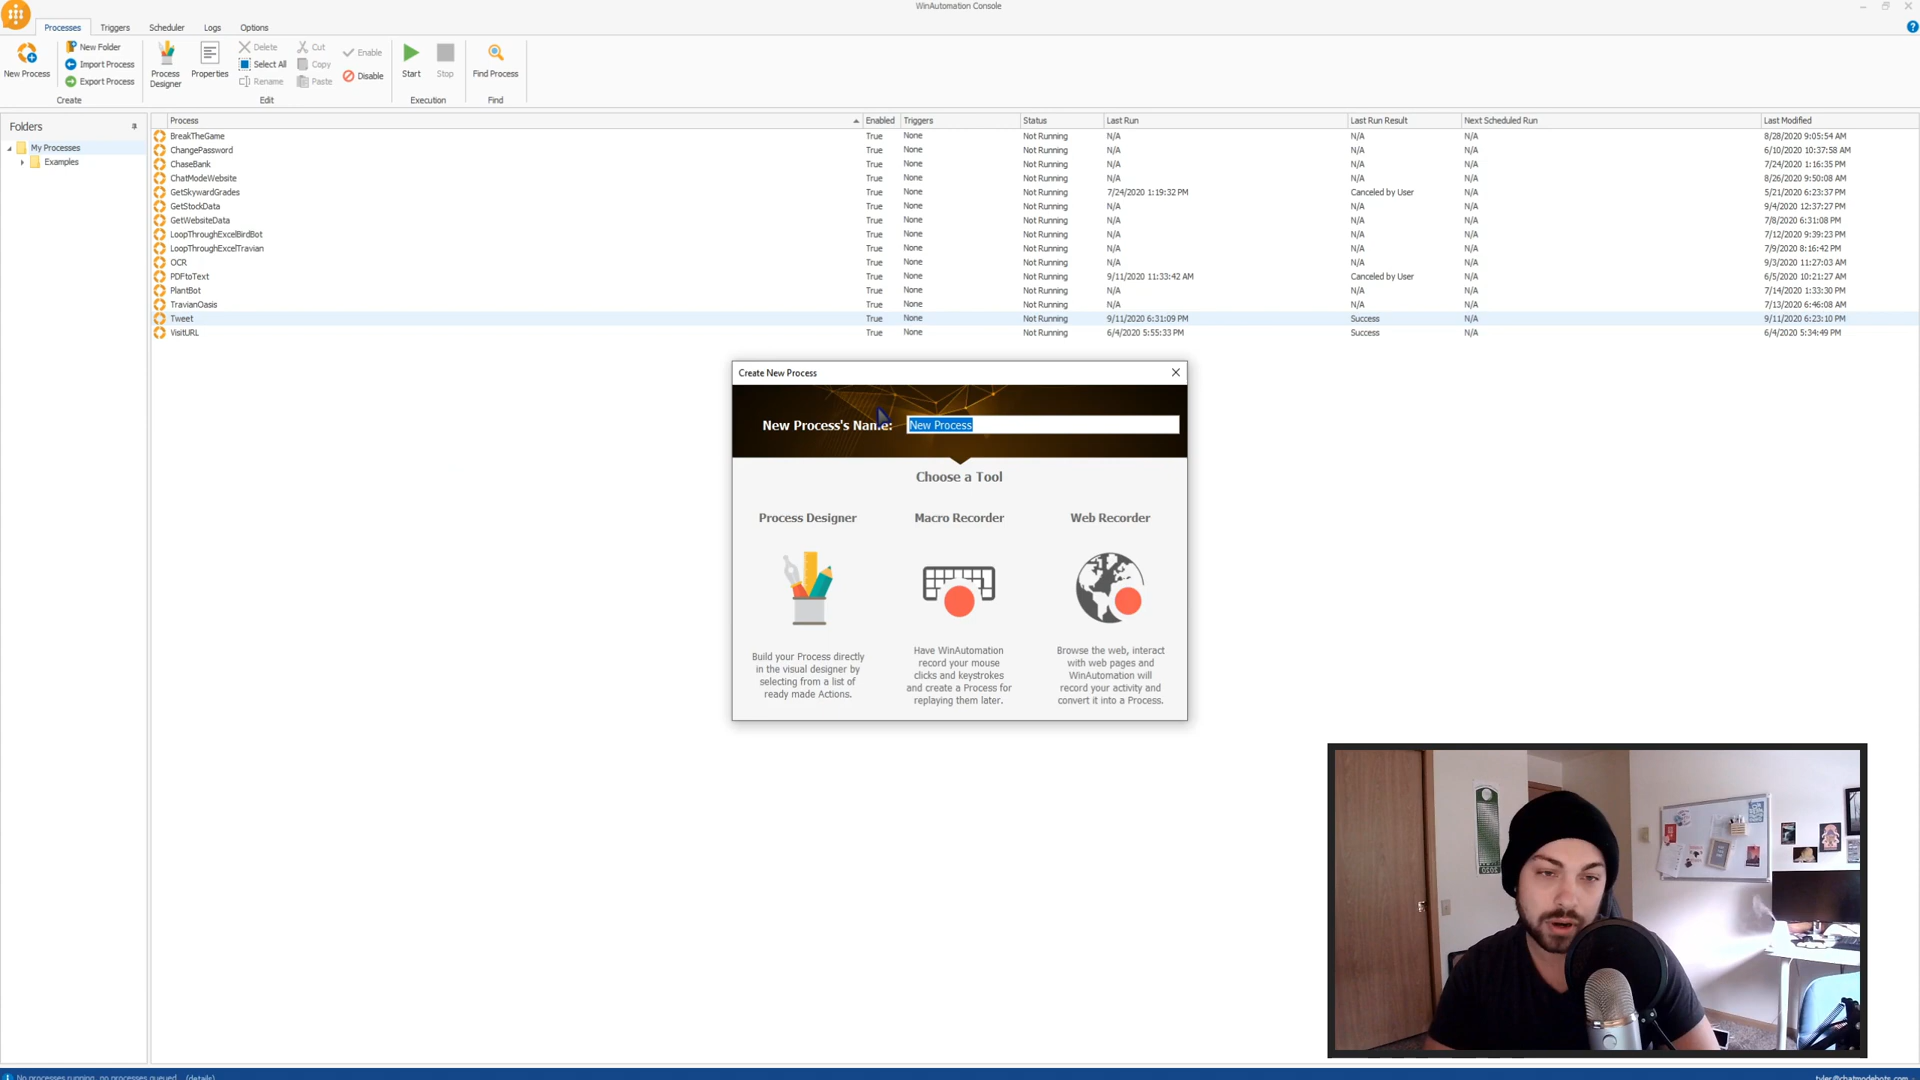 WinAutomation Console
Processes Triggers Scheduler Logs Options
New Process
New Folder
Import Process
Export Process
Create
Process Designer
Properties
Delete
Select All
Rename
Cut
Copy
Paste
Enable
Disable
Edit
Start
Stop
Execution
Find Process
Find
Folders
My Processes
Examples
Process Enabled Triggers Status Last Run Last Run Result Next Scheduled Run Last Modified
BreakTheGame True None Not Running N/A N/A N/A 8/28/2020 9:05:54 AM
ChangePassword True None Not Running N/A N/A N/A 6/10/2020 10:37:58 AM
ChaseBank True None Not Running N/A N/A N/A 7/24/2020 1:16:35 PM
ChatModeWebsite True None Not Running N/A N/A N/A 8/26/2020 9:50:08 AM
GetSkywardGrades True None Not Running 7/24/2020 1:19:32 PM Canceled by User N/A 5/21/2020 6:23:37 PM
GetStockData True None Not Running N/A N/A N/A 9/4/2020 12:37:27 PM
GetWebsiteData True None Not Running N/A N/A N/A 7/8/2020 6:31:08 PM
LoopThroughExcelBirdBot True None Not Running N/A N/A N/A 7/12/2020 9:39:23 PM
LoopThroughExcelTravian True None Not Running N/A N/A N/A 7/9/2020 8:16:42 PM
OCR True None Not Running N/A N/A N/A 9/3/2020 11:27:03 AM
PDFtoText True None Not Running 9/11/2020 11:33:42 AM Canceled by User N/A 6/5/2020 10:21:27 AM
PlantBot True None Not Running N/A N/A N/A 7/14/2020 1:33:30 PM
TravianOasis True None Not Running N/A N/A N/A 7/13/2020 6:46:08 AM
Tweet True None Not Running 9/11/2020 6:31:09 PM Success N/A 9/11/2020 6:23:10 PM
VisitURL True None Not Running 6/4/2020 5:55:33 PM Success N/A 6/4/2020 5:34:49 PM
Create New Process
New Process's Name: New Process
Choose a Tool
Process Designer
Build your Process directly
in the visual designer by
selecting from a list of
ready made Actions.
Macro Recorder
Have WinAutomation
record your mouse
clicks and keystrokes
and create a Process for
replaying them later.
Web Recorder
Browse the web, interact
with web pages and
WinAutomation will
record your activity and
convert it into a Process.
No processes running, no processes queued. (details)
tyler@chatmodebots.com